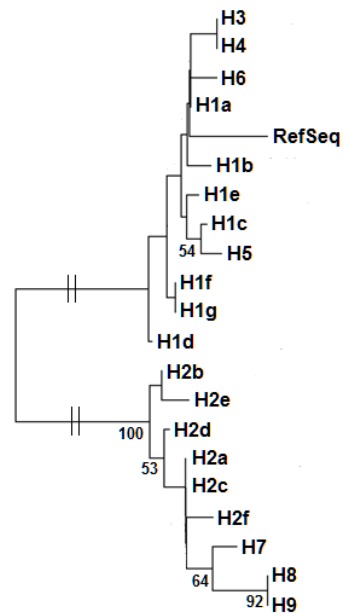 H3
H4
H6
H1a
RefSeq
H1b
H1e
H1c
54
H5
H1f
H1g
H1d
H2b
H2e
100
H2d
53
H2a
H2c
H2f
H7
64
H8
92
H9